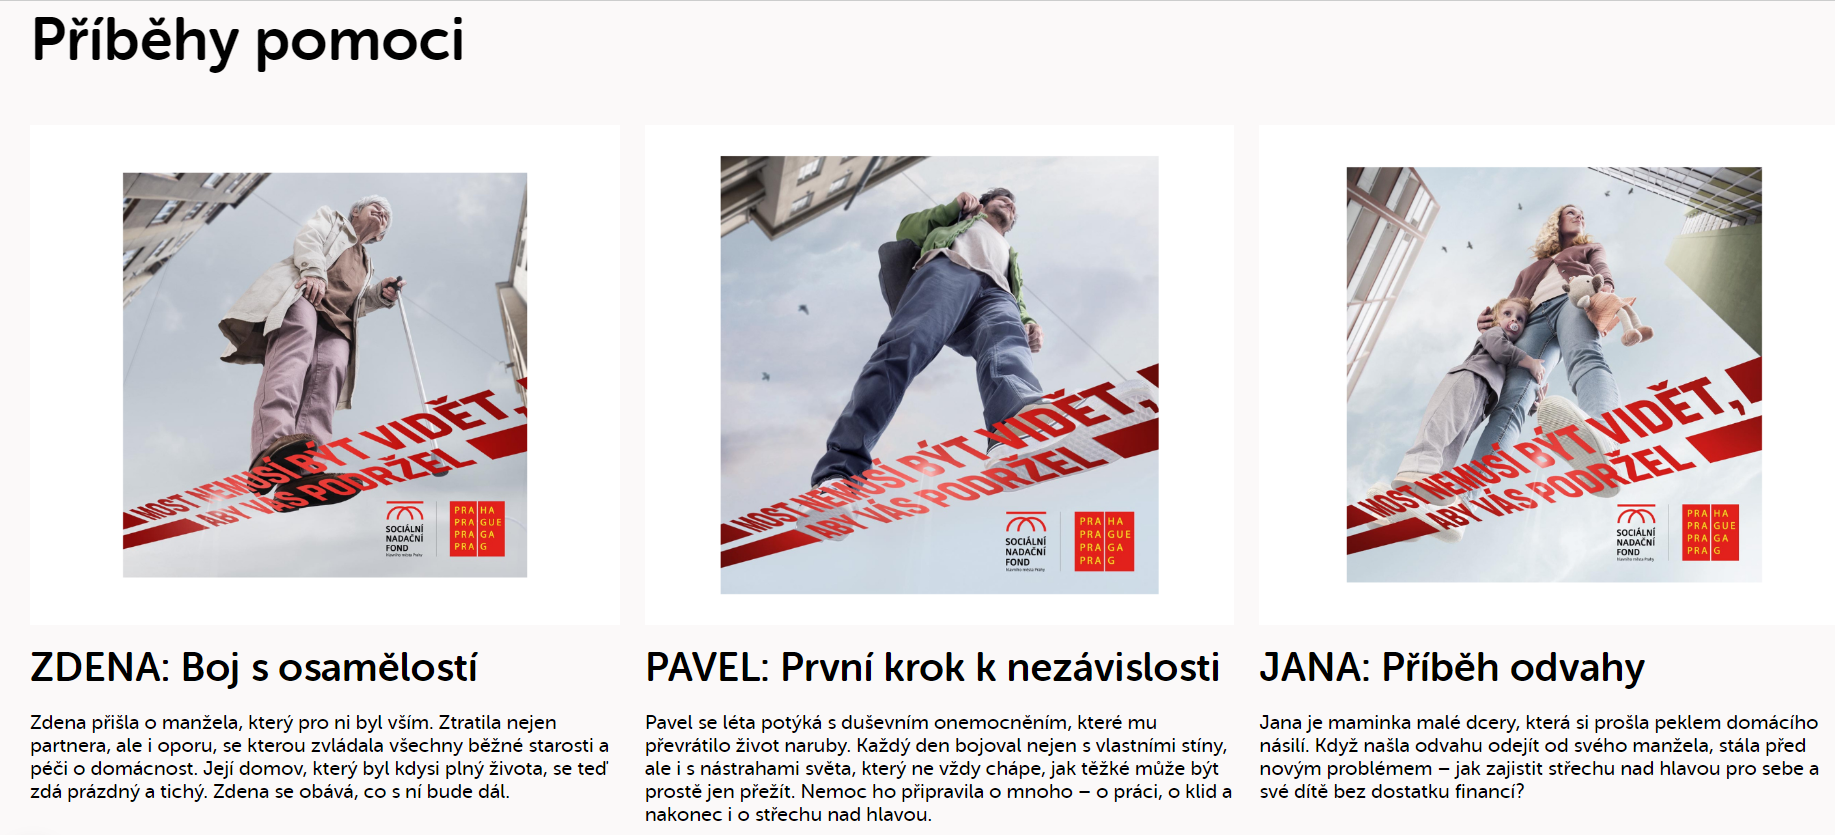 Příběhy pomoci
MOST NEMUSÍ BÝT VIDĚT,
ABY VÁS PODRŽEL
SOCIÁLNÍ
NADAČNÍ
FOND
hlavního města Prahy
PRA HA
PRA GUE
PRA GA
PRA G
MOST NEMUSÍ BÝT VIDĚT,
ABY VÁS PODRŽEL
SOCIÁLNÍ
NADAČNÍ
FOND
hlavního města Prahy
PRA HA
PRA GUE
PRA GA
PRA G
MOST NEMUSÍ BÝT VIDĚT,
ABY VÁS PODRŽEL
SOCIÁLNÍ
NADAČNÍ
FOND
hlavního města Prahy
PRA HA
PRA GUE
PRA GA
PRA G
ZDENA: Boj s osamělostí
Zdena přišla o manžela, který pro ni byl vším. Ztratila nejen
partnera, ale i oporu, se kterou zvládala všechny běžné starosti a
péči o domácnost. Její domov, který byl kdysi plný života, se teď
zdá prázdný a tichý. Zdena se obává, co s ní bude dál.
PAVEL: První krok k nezávislosti
Pavel se léta potýká s duševním onemocněním, které mu
převrátilo život naruby. Každý den bojoval nejen s vlastními stíny,
ale i s nástrahami světa, který ne vždy chápe, jak těžké může být
prostě jen přežít. Nemoc ho připravila o mnoho – o práci, o klid a
nakonec i o střechu nad hlavou.
JANA: Příběh odvahy
Jana je maminka malé dcery, která si prošla peklem domácího
násilí. Když našla odvahu odejít od svého manžela, stála před
novým problémem – jak zajistit střechu nad hlavou pro sebe a
své dítě bez dostatku financí?